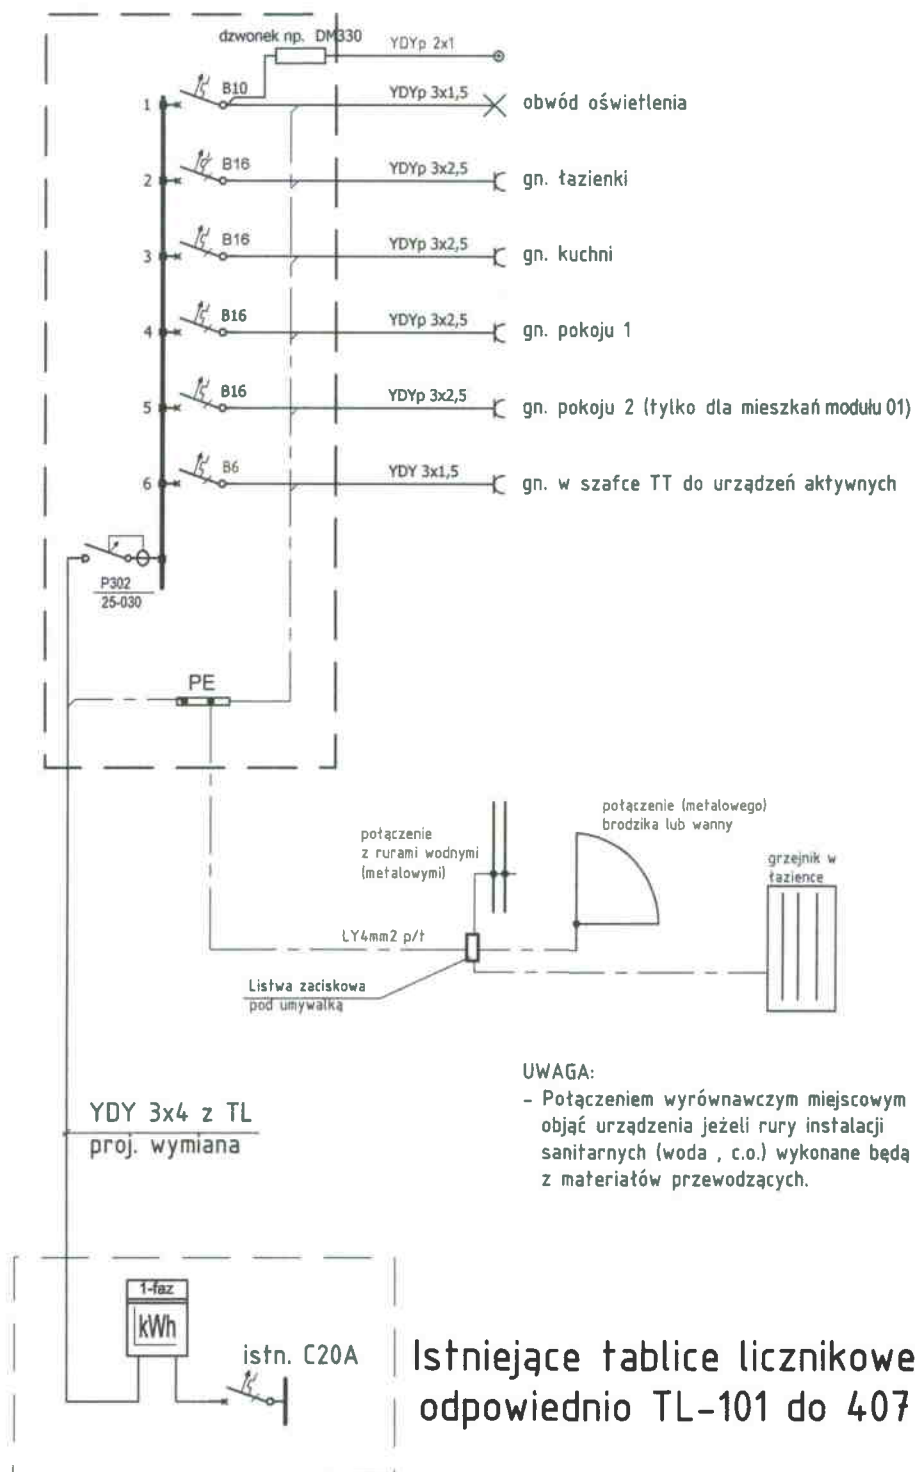 dzwonek np. DM330
YDYp 2x1
1
B10
YDYp 3x1,5
obwód oświetlenia
2
B16
YDYp 3x2,5
gn. łazienki
3
B16
YDYp 3x2,5
gn. kuchni
4
B16
YDYp 3x2,5
gn. pokoju 1
5
B16
YDYp 3x2,5
gn. pokoju 2 (tylko dla mieszkań modułu 01)
6
B6
YDY 3x1,5
gn. w szafce TT do urządzeń aktywnych
P302
25-030
PE
połączenie
z rurami wodnymi
(metalowymi)
połączenie (metalowego)
brodzika lub wanny
grzejnik w
łazience
LY4mm2 p/t
Listwa zaciskowa
pod umywalką
UWAGA:
- Połączeniem wyrównawczym miejscowym
objąć urządzenia jeżeli rury instalacji
sanitarnych (woda , c.o.) wykonane będą
z materiałów przewodzących.
YDY 3x4 z TL
proj. wymiana
1-faz
kWh
istn. C20A
Istniejące tablice licznikowe
odpowiednio TL-101 do 407